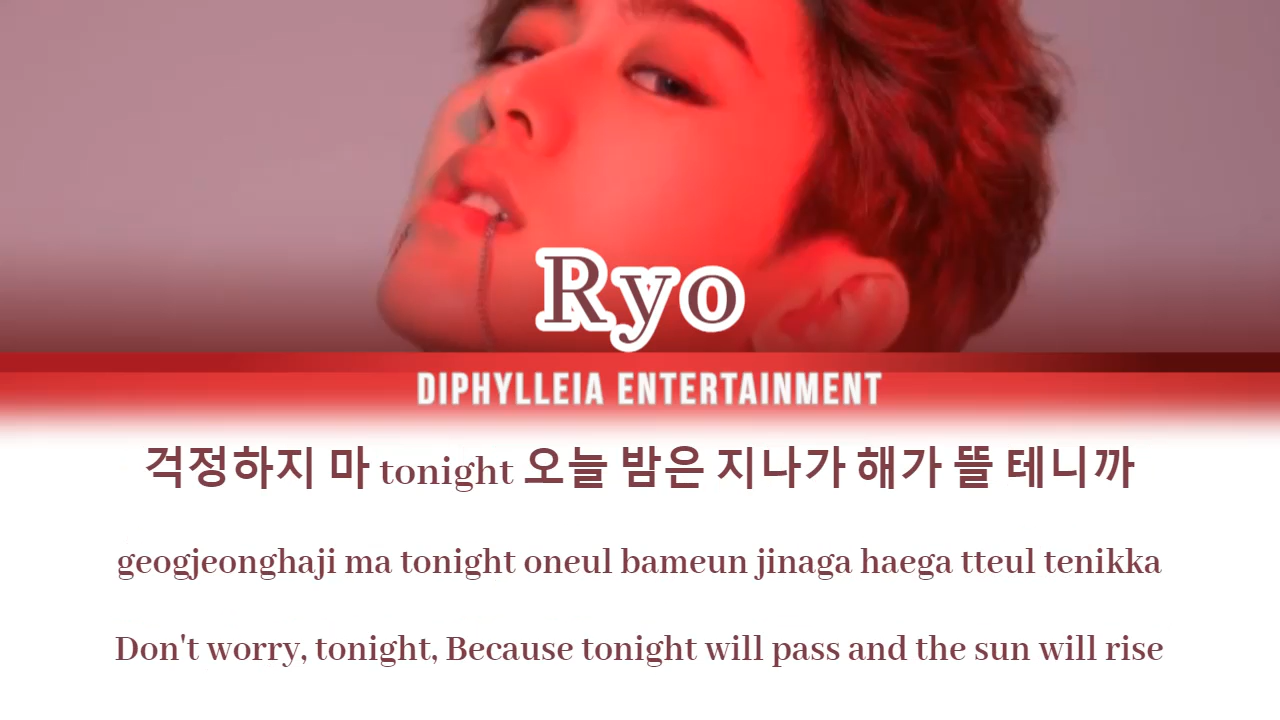 Ryo
DIPHYLLEIA ENTERTAINMENT
걱정하지 마 tonight 오늘 밤은 지나가 해가 뜰 테니까
geogjeonghaji ma tonight oneul bameun jinaga haega tteul tenikka
Don't worry, tonight, Because tonight will pass and the sun will rise